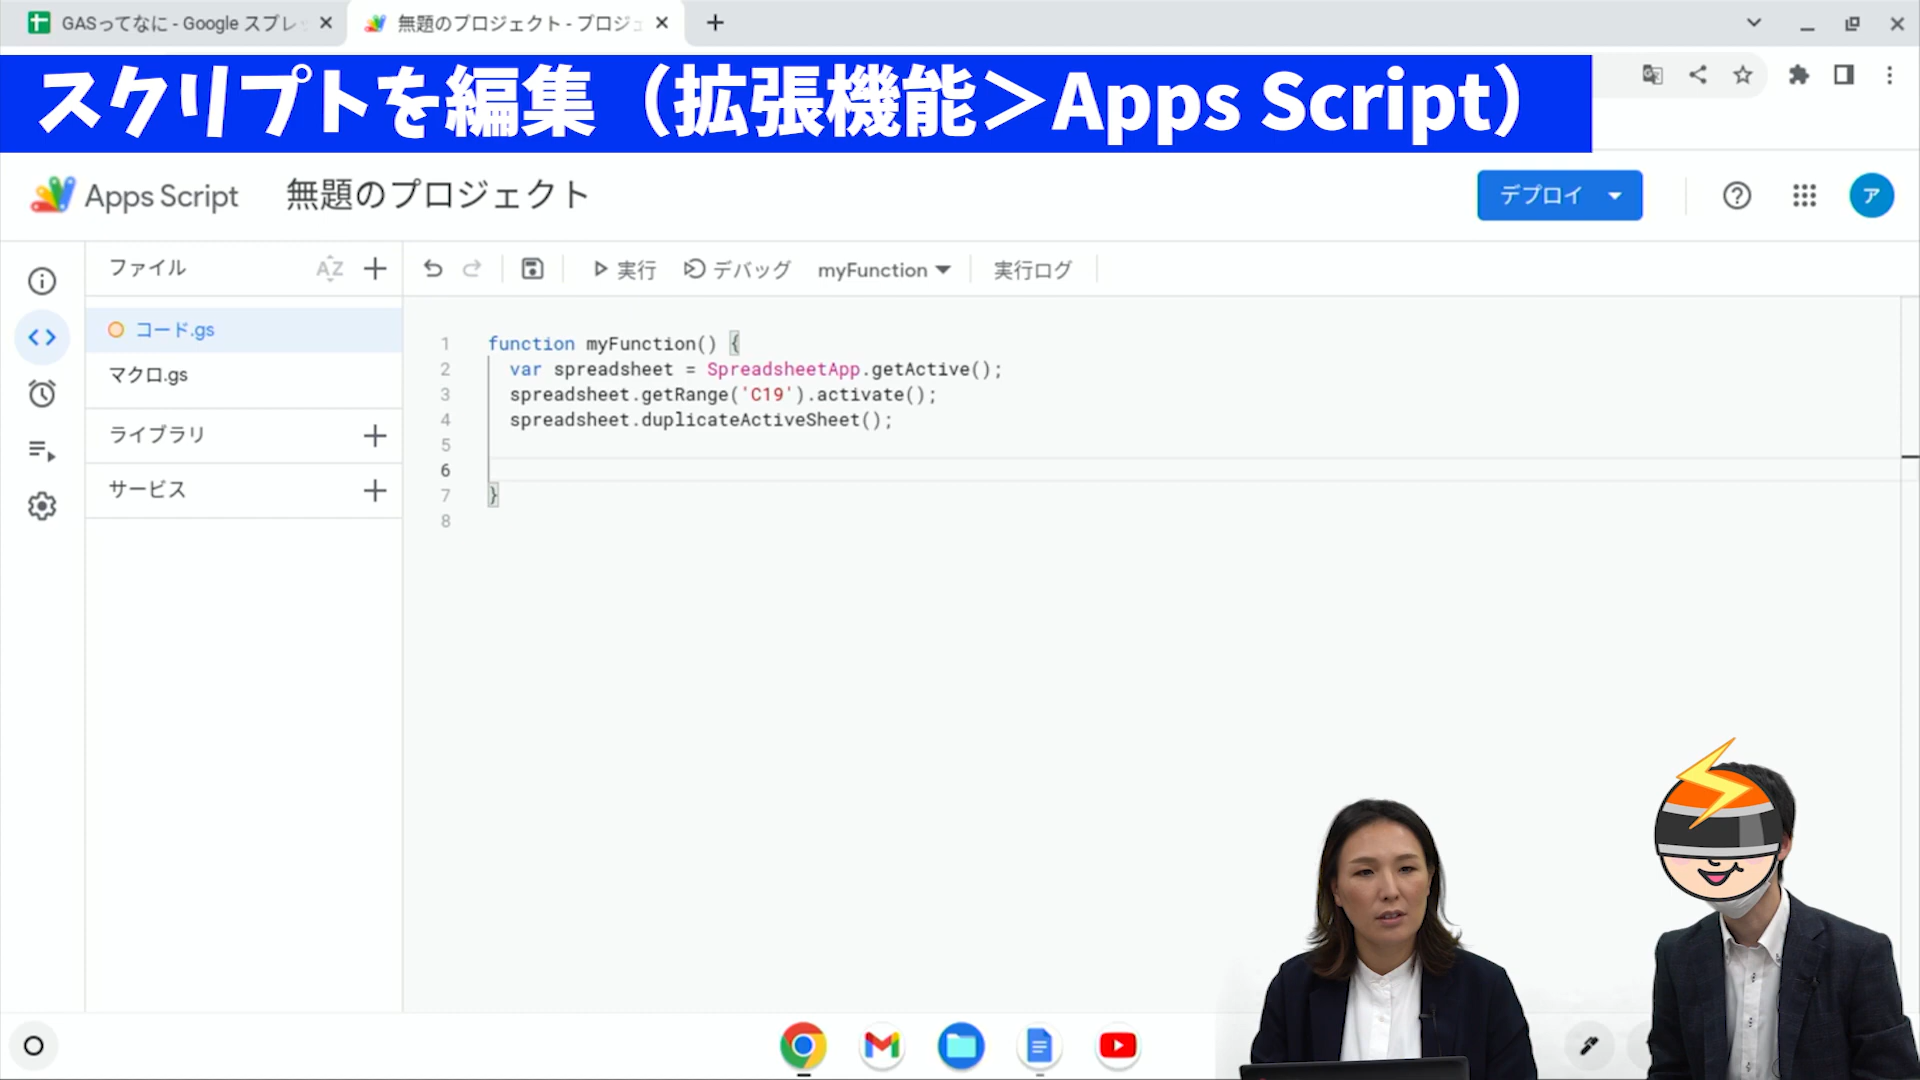 GASってなに - Google スプレッ
無題のプロジェクト - プロジェ
スクリプトを編集（拡張機能＞Apps Script）
Apps Script 無題のプロジェクト
デプロイ
ア
ファイル
AZ
実行
デバッグ
myFunction
実行ログ
コード.gs
マクロ.gs
ライブラリ
サービス
1 function myFunction() {
2 var spreadsheet = SpreadsheetApp.getActive();
3 spreadsheet.getRange('C19').activate();
4 spreadsheet.duplicateActiveSheet();
5
6
7 }
8